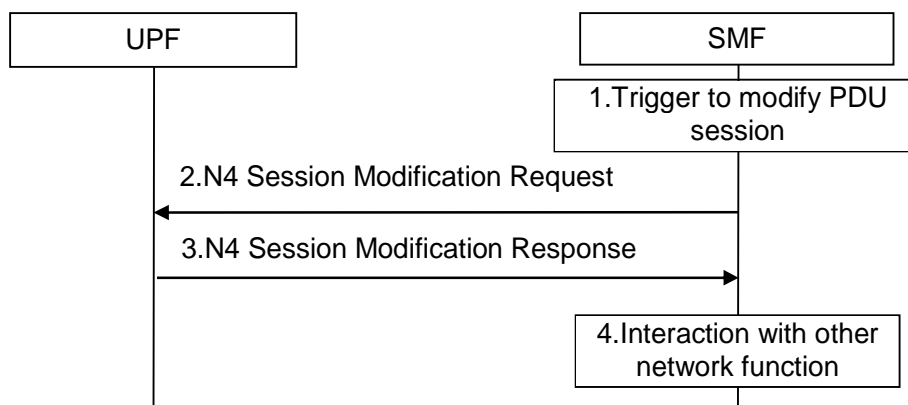 UPF
SMF
1.Trigger to modify PDU
session
2.N4 Session Modification Request
3.N4 Session Modification Response
4.Interaction with other
network function